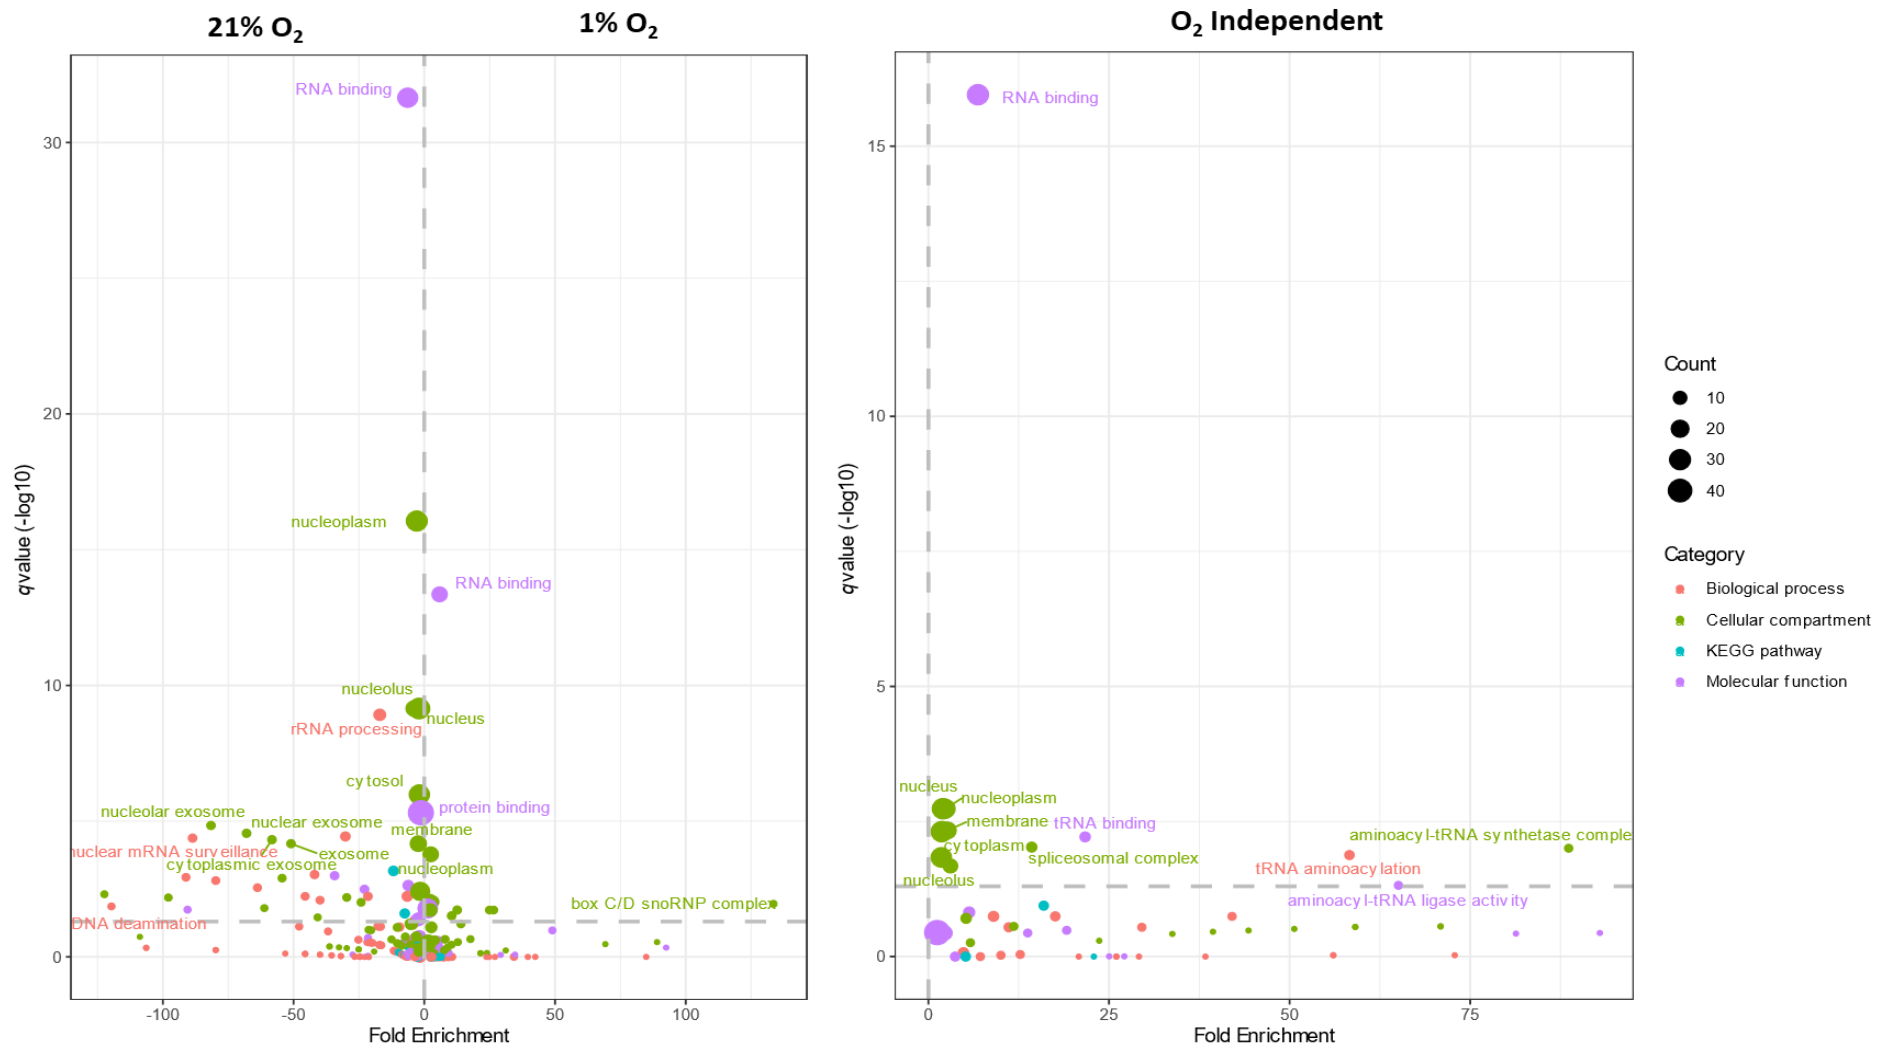 21% O2
1% O2
O2 Independent
RNA binding
nucleoplasm
RNA binding
nucleolus
nucleus
rRNA processing
cytosol
protein binding
nucleolar exosome
nuclear exosome
membrane
nuclear mRNA surveillance
exosome
cytoplasmic exosome
nucleoplasm
box C/D snoRNP complex
DNA deamination
30
20
10
0
-100
-50
0
50
100
qvalue (-log10)
Fold Enrichment
RNA binding
nucleus
nucleoplasm
membrane
tRNA binding
cytoplasm
spliceosomal complex
aminoacyl-tRNA synthetase comple
tRNA aminoacylation
nucleolus
aminoacyl-tRNA ligase activity
15
10
5
0
0
25
50
75
qvalue (-log10)
Fold Enrichment
Count
10
20
30
40
Category
Biological process
Cellular compartment
KEGG pathway
Molecular function